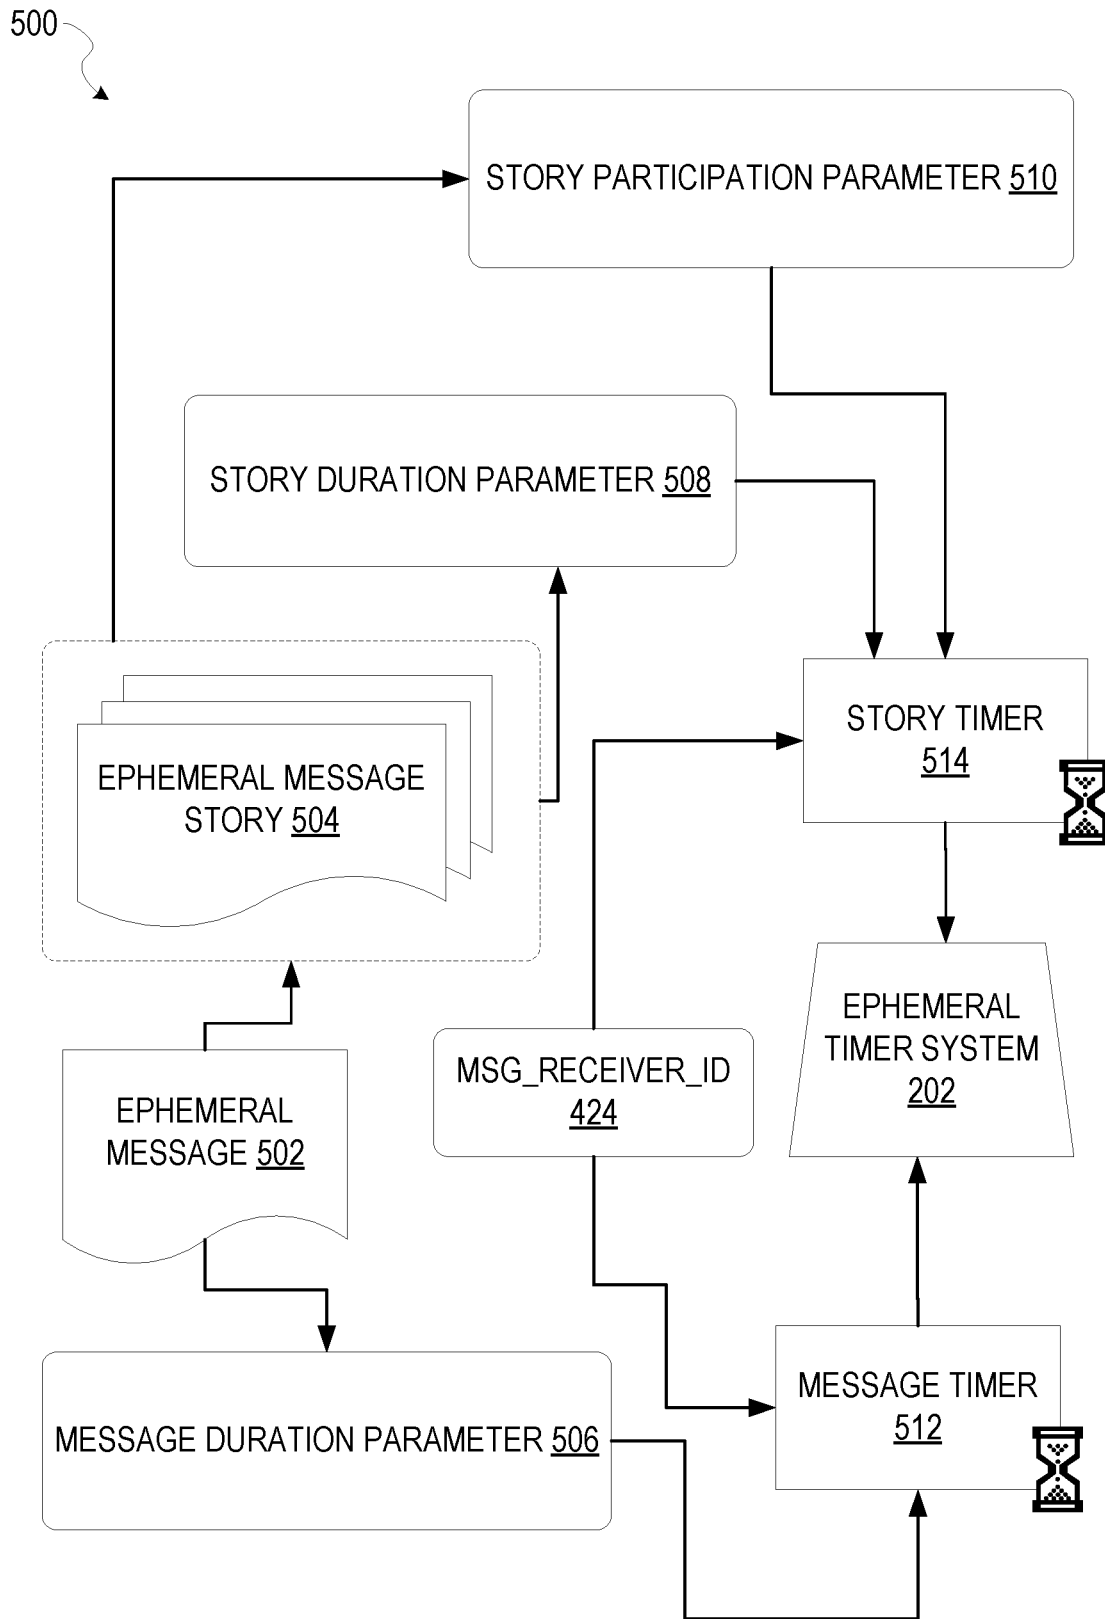 500
STORY PARTICIPATION PARAMETER 510
STORY DURATION PARAMETER 508
STORY TIMER
514
EPHEMERAL MESSAGE
STORY 504
EPHEMERAL
TIMER SYSTEM
202
MSG_RECEIVER_ID
424
EPHEMERAL
MESSAGE 502
MESSAGE TIMER
512
MESSAGE DURATION PARAMETER 506